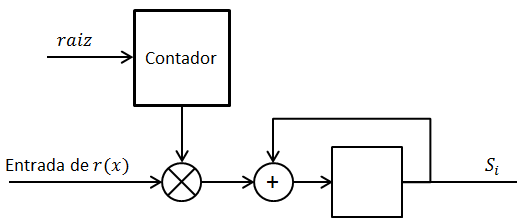 raiz
Contador
Entrada de r(x)
+
S_i